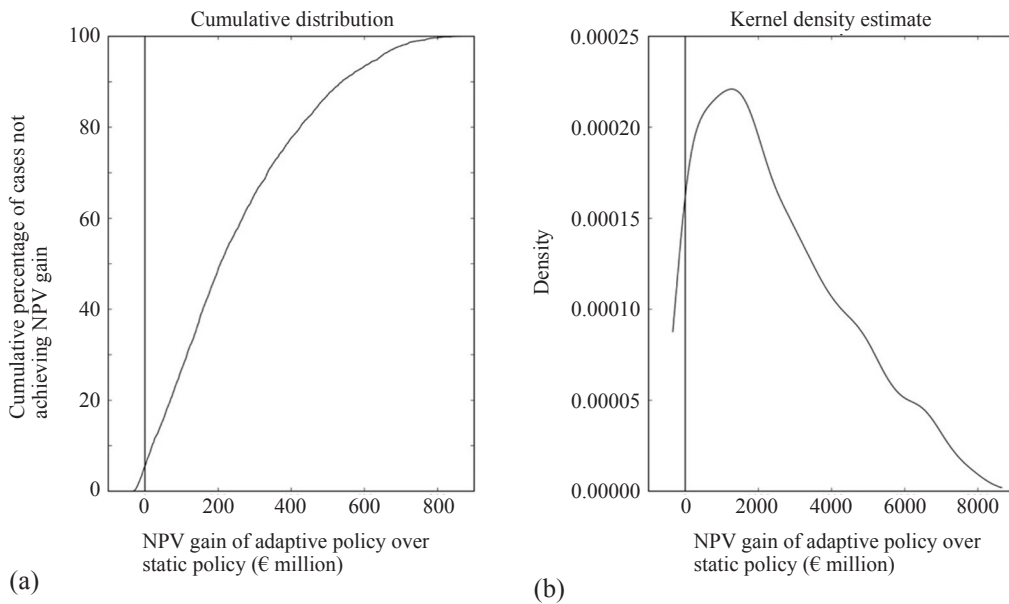 Cumulative distribution
100
80
60
40
20
0
0
200
400
600
800
Cumulative percentage of cases not
achieving NPV gain
NPV gain of adaptive policy over
static policy (€ million)
(a)
Kernel density estimate
0.00025
0.00020
0.00015
0.00010
0.00005
0.00000
0
2000
4000
6000
8000
Density
NPV gain of adaptive policy over
static policy (€ million)
(b)